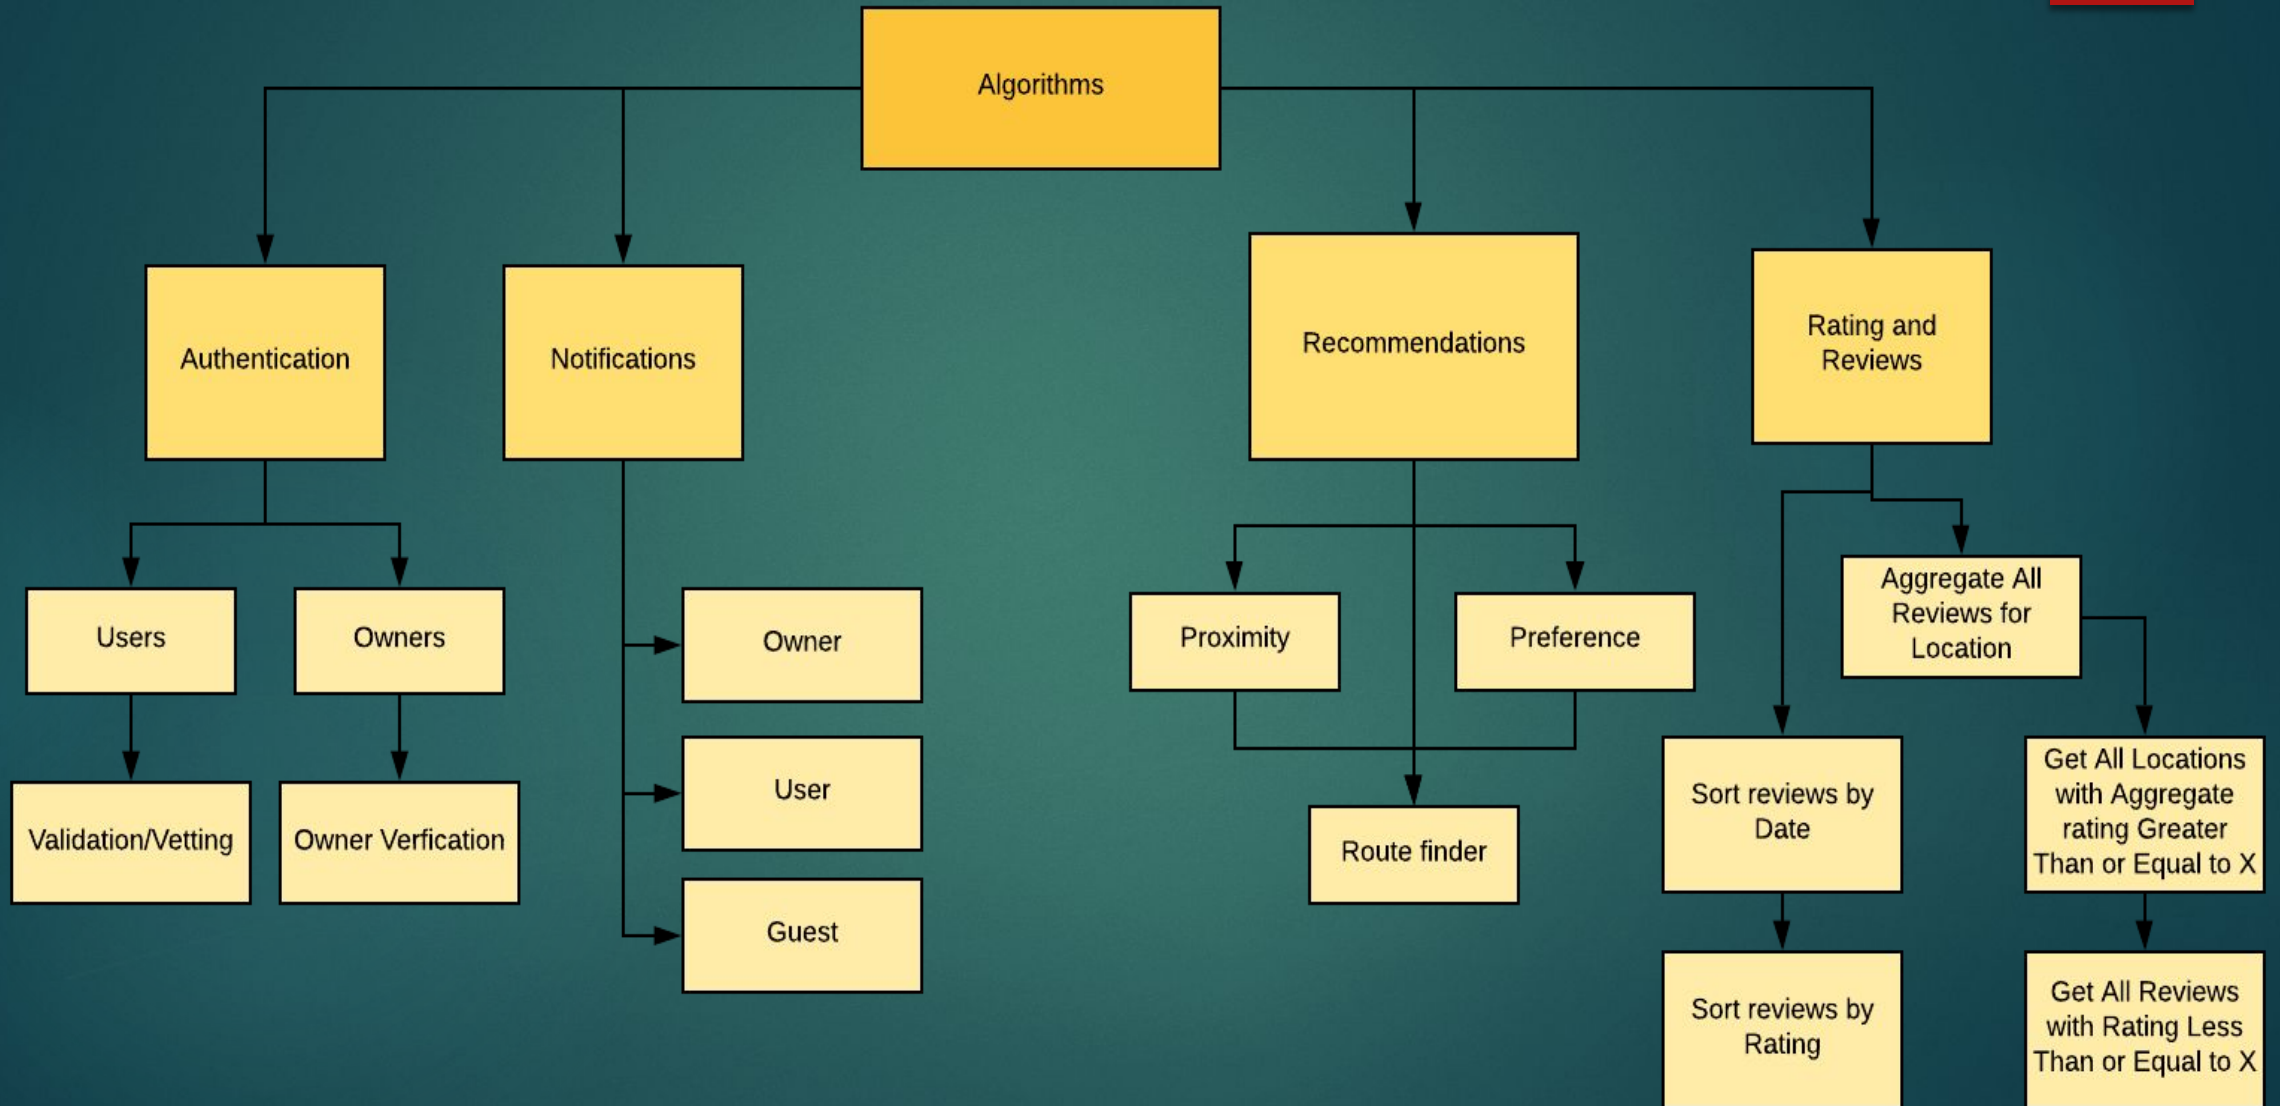 Algorithms
Authentication
Notifications
Recommendations
Rating and
Reviews
Users
Owners
Validation/Vetting
Owner Verfication
Owner
User
Guest
Proximity
Preference
Route finder
Aggregate All
Reviews for
Location
Sort reviews by
Date
Sort reviews by
Rating
Get All Locations
with Aggregate
rating Greater
Than or Equal to X
Get All Reviews
with Rating Less
Than or Equal to X